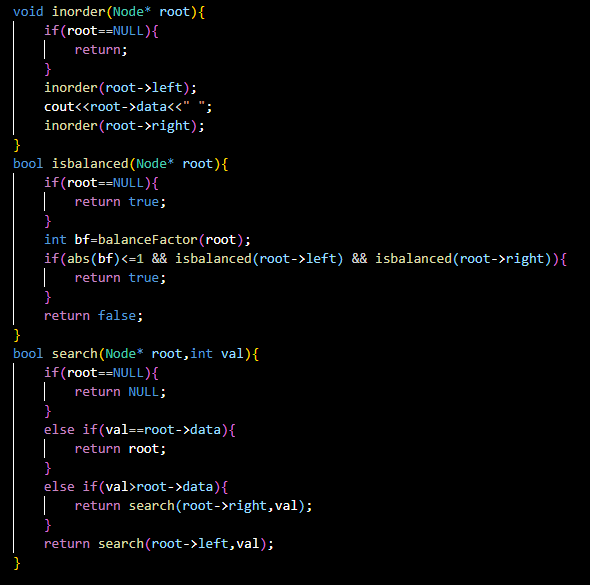 void inorder(Node* root){
    if(root==NULL){
        return;
    }
    inorder(root->left);
    cout<<root->data<<" ";
    inorder(root->right);
}
bool isbalanced(Node* root){
    if(root==NULL){
        return true;
    }
    int bf=balanceFactor(root);
    if(abs(bf)<=1 && isbalanced(root->left) && isbalanced(root->right)){
        return true;
    }
    return false;
}
bool search(Node* root,int val){
    if(root==NULL){
        return NULL;
    }
    else if(val==root->data){
        return root;
    }
    else if(val>root->data){
        return search(root->right,val);
    }
    return search(root->left,val);
}